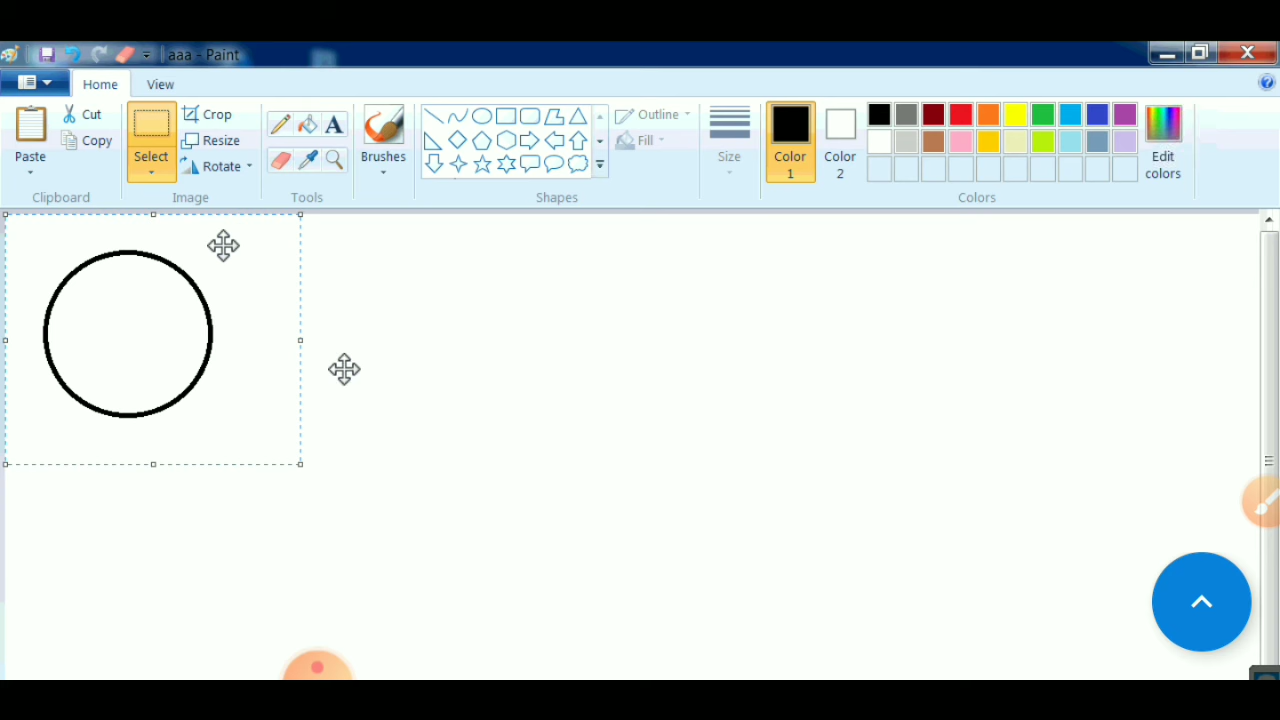 aaa - Paint
Home View
Paste
Cut
Copy
Clipboard
Select
Crop
Resize
Rotate
Image
A
Tools
Brushes
Shapes
Outline
Fill
Size
Color 1
Color 2
Edit colors
Colors